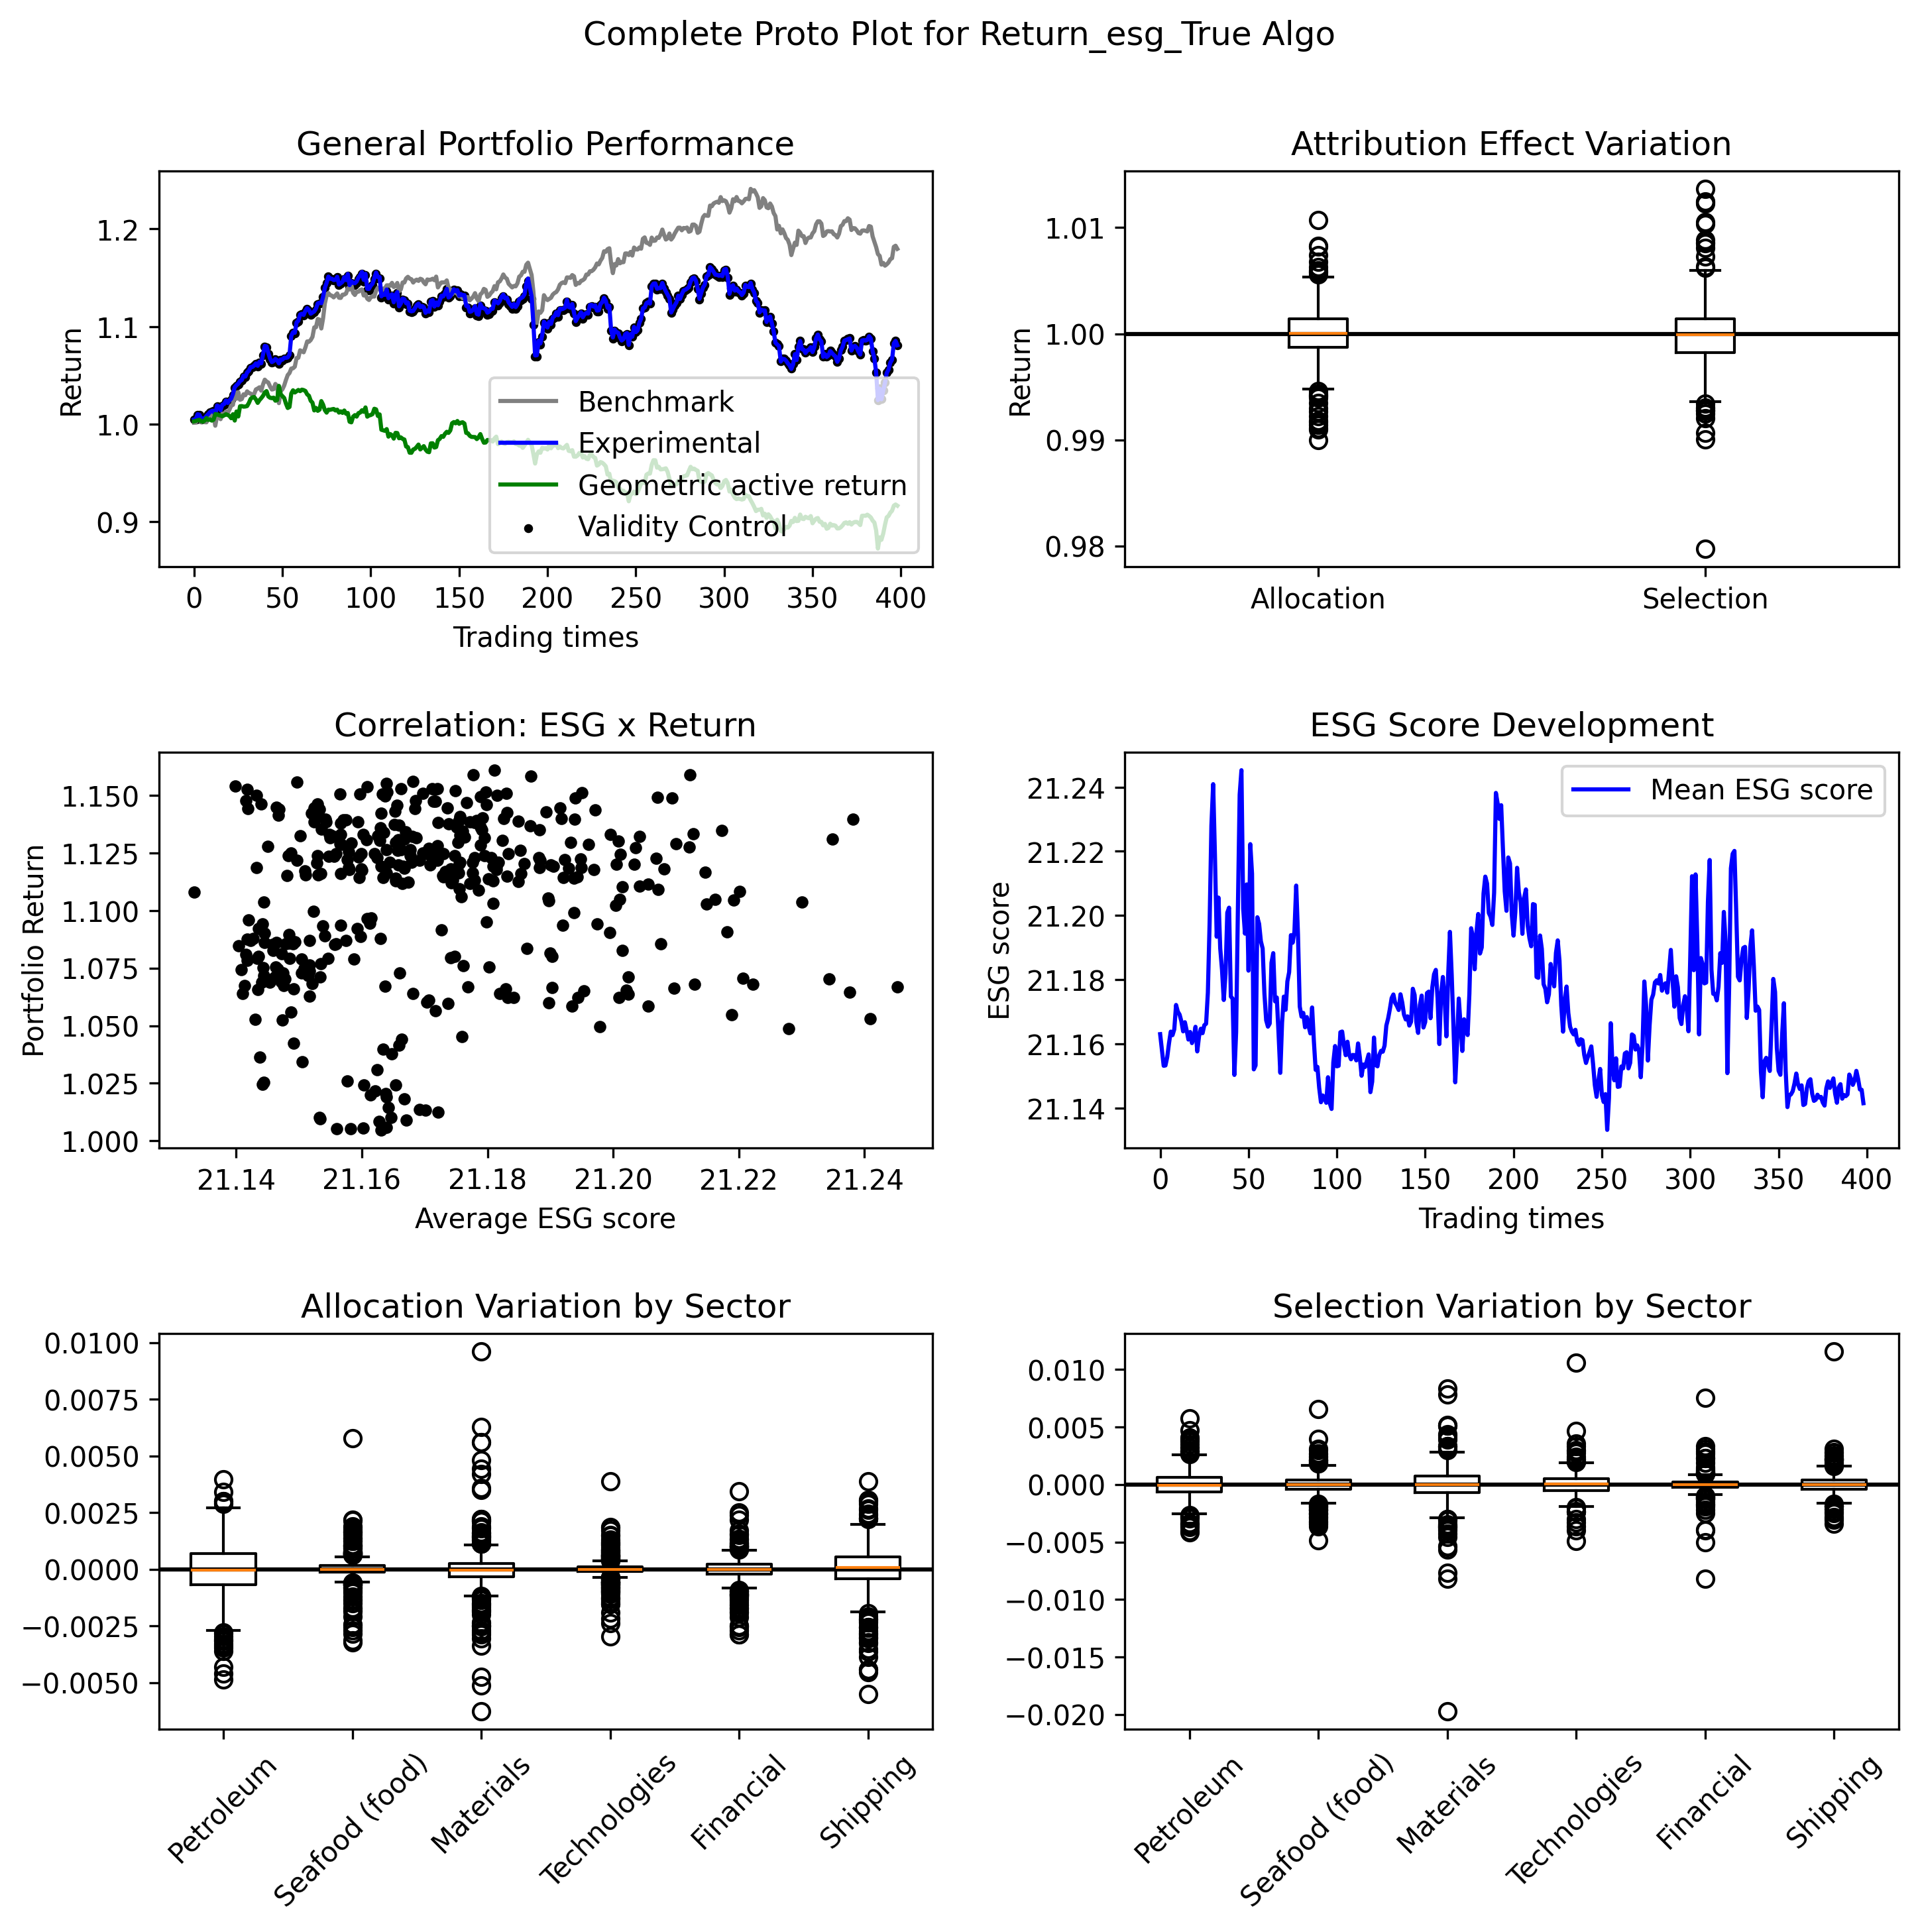 Complete Proto Plot for Return_esg_True Algo
General Portfolio Performance
Return
1.2
1.1
1.0
0.9
Benchmark
Experimental
Geometric active return
Validity Control
0 50 100 150 200 250 300 350 400
Trading times
Attribution Effect Variation
Return
1.01
1.00
0.99
0.98
Allocation Selection
Correlation: ESG x Return
Portfolio Return
1.150
1.125
1.100
1.075
1.050
1.025
1.000
21.14 21.16 21.18 21.20 21.22 21.24
Average ESG score
ESG Score Development
ESG score
21.24
21.22
21.20
21.18
21.16
21.14
Mean ESG score
0 50 100 150 200 250 300 350 400
Trading times
Allocation Variation by Sector
0.0100
0.0075
0.0050
0.0025
0.0000
−0.0025
−0.0050
Petroleum
Seafood (food)
Materials
Technologies
Financial
Shipping
Selection Variation by Sector
0.010
0.005
0.000
−0.005
−0.010
−0.015
−0.020
Petroleum
Seafood (food)
Materials
Technologies
Financial
Shipping